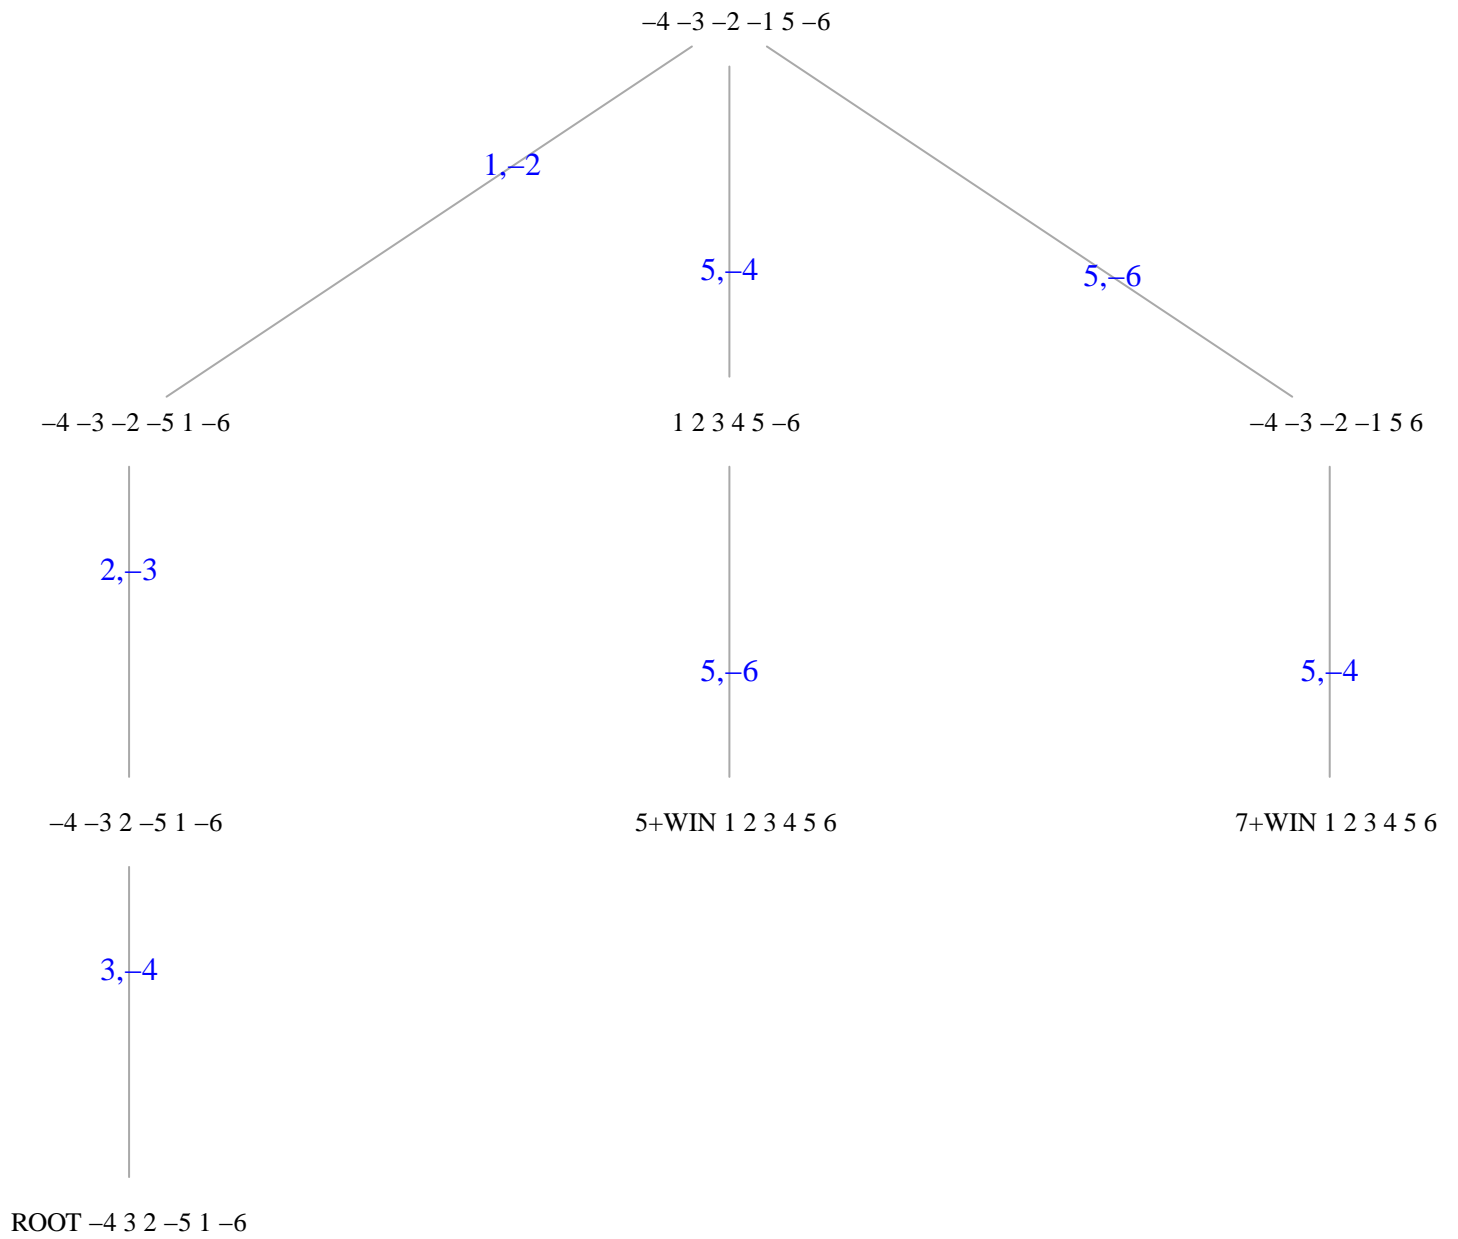 –4 –3 –2 –1 5 –6
1,–2
5,–4
5,–6
–4 –3 –2 –5 1 –6
1 2 3 4 5 –6
–4 –3 –2 –1 5 6
2,–3
5,–6
5,–4
–4 –3 2 –5 1 –6
5+WIN 1 2 3 4 5 6
7+WIN 1 2 3 4 5 6
3,–4
ROOT –4 3 2 –5 1 –6